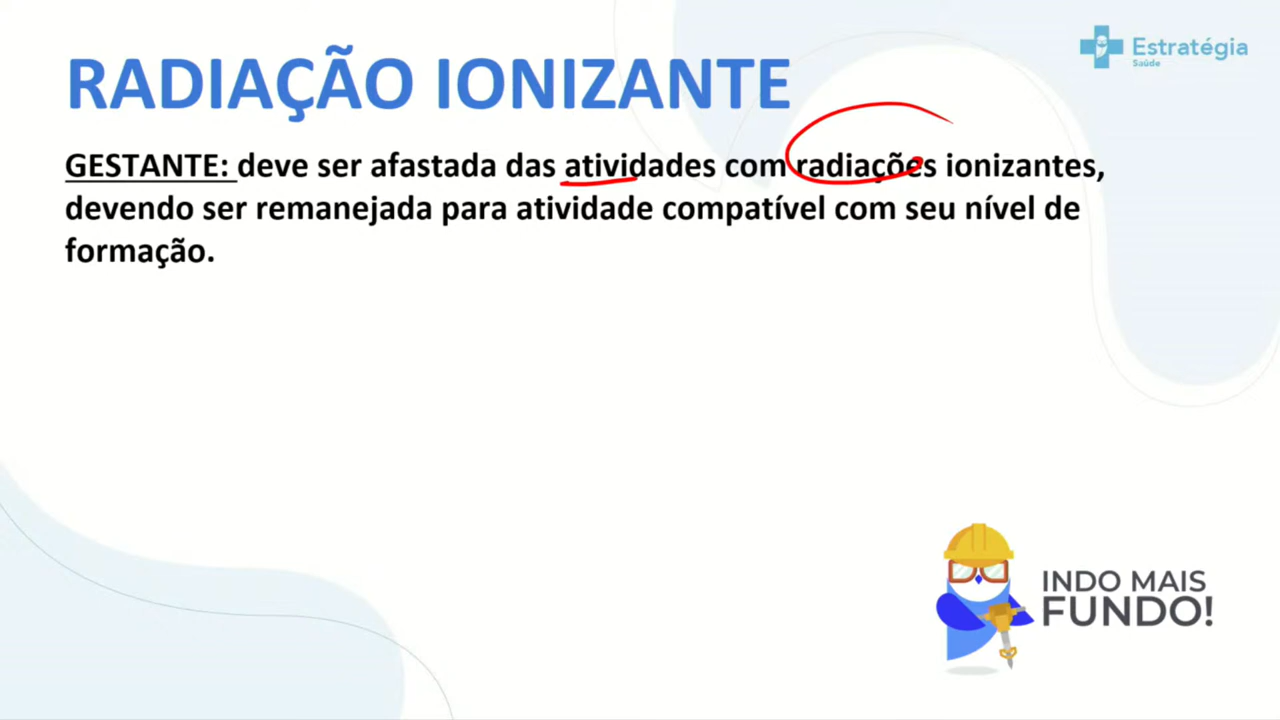 Estratégia
Saúde
RADIAÇÃO IONIZANTE
GESTANTE: deve ser afastada das atividades com radiações ionizantes,
devendo ser remanejada para atividade compatível com seu nível de
formação.
INDO MAIS
FUNDO!